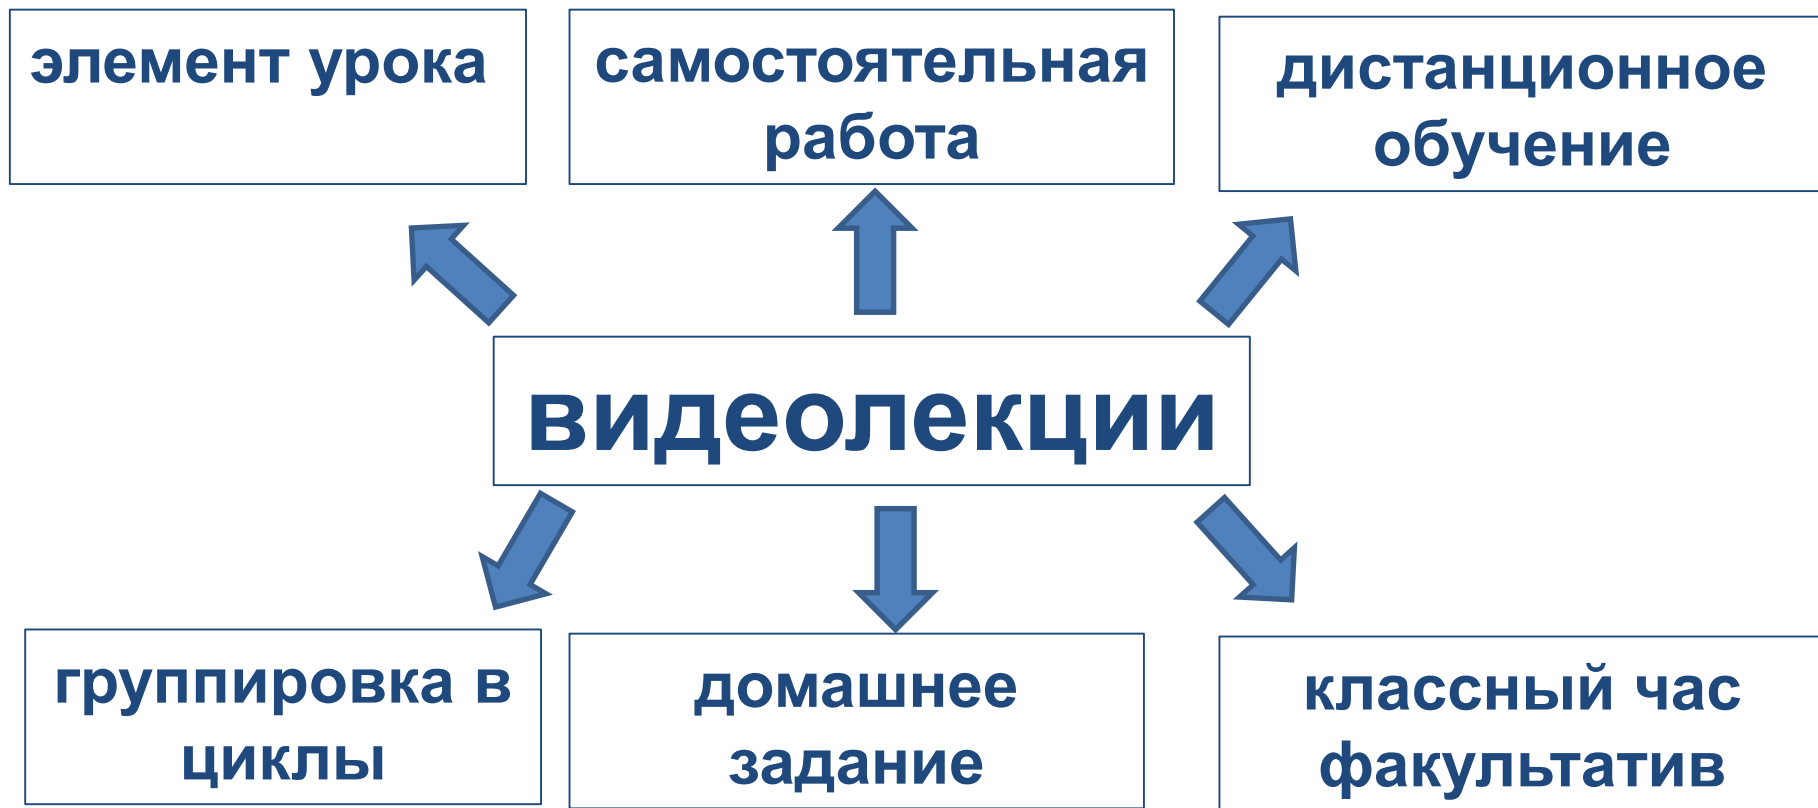 элемент урока
самостоятельная
работа
дистанционное
обучение
видеолекции
группировка в
циклы
домашнее
задание
классный час
факультатив